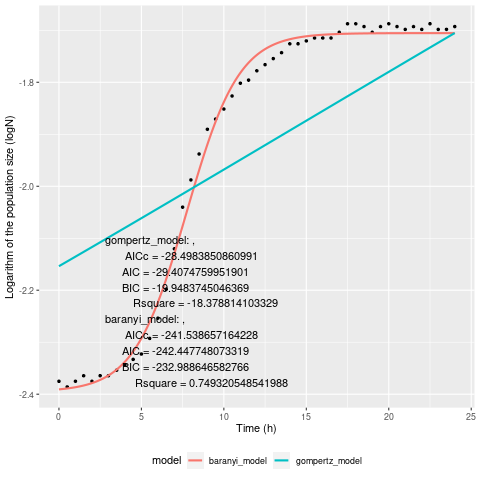 -1.8
-2.0
-2.2
-2.4
Logarithm of the population size (logN)
gompertz_model: ,
AICc = -28.4983850860991
AIC = -29.4074759951901
BIC = -19.9483745046369
Rsquare = -18.378814103329
baranyi_model: ,
AICc = -241.538657164228
AIC = -242.447748073319
BIC = -232.988646582766
Rsquare = 0.749320548541988
0 5 10 15 20 25
Time (h)
model baranyi_model gompertz_model